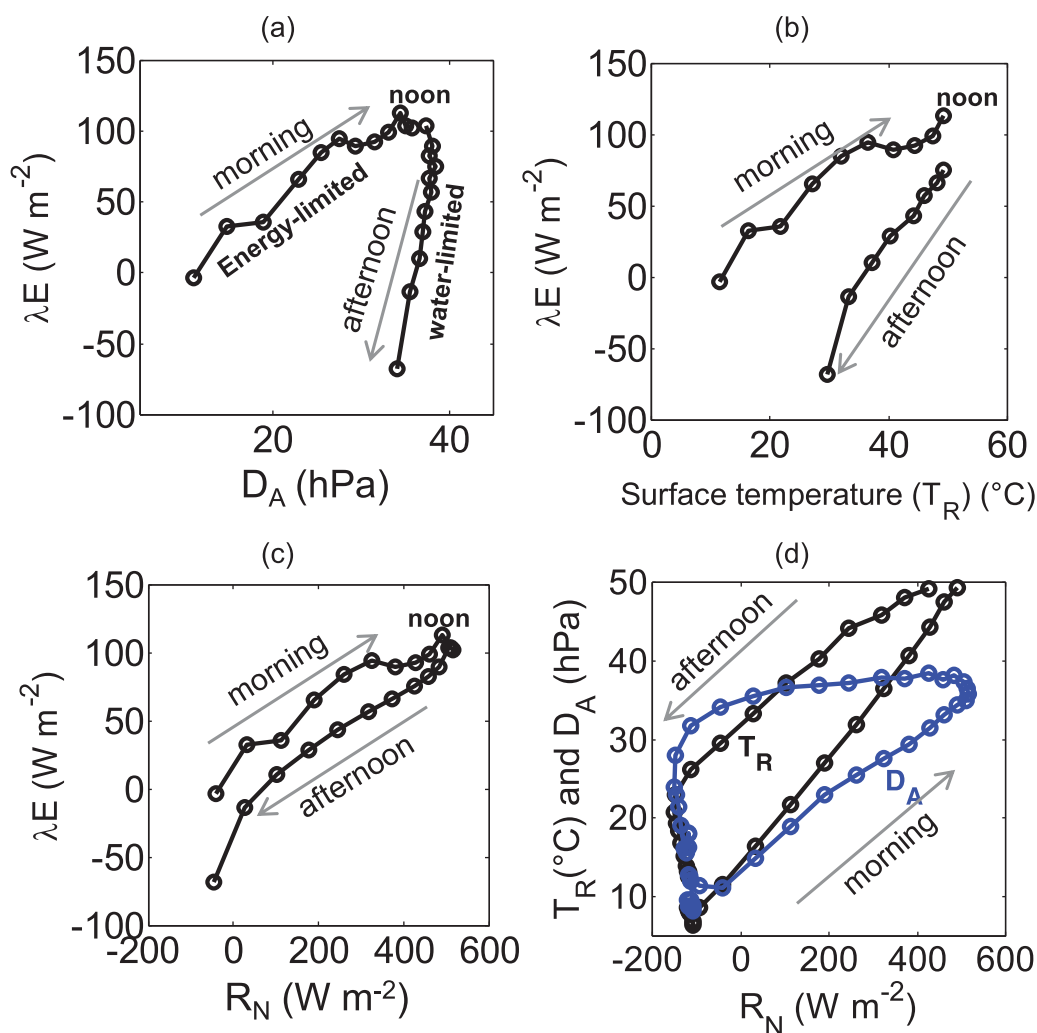 (a)
150
100
50
0
-50
-100
20
40
noon
morning
Energy-limited
afternoon
water-limited
λE (W m-2)
DA (hPa)
(b)
150
100
50
0
-50
-100
0
20
40
60
noon
morning
afternoon
λE (W m-2)
Surface temperature (TR) (°C)
(c)
150
100
50
0
-50
-100
-200
0
200
400
600
noon
morning
afternoon
λE (W m-2)
RN (W m-2)
(d)
50
40
30
20
10
-200
0
200
400
600
afternoon
TR
DA
morning
TR(°C) and DA (hPa)
RN (W m-2)